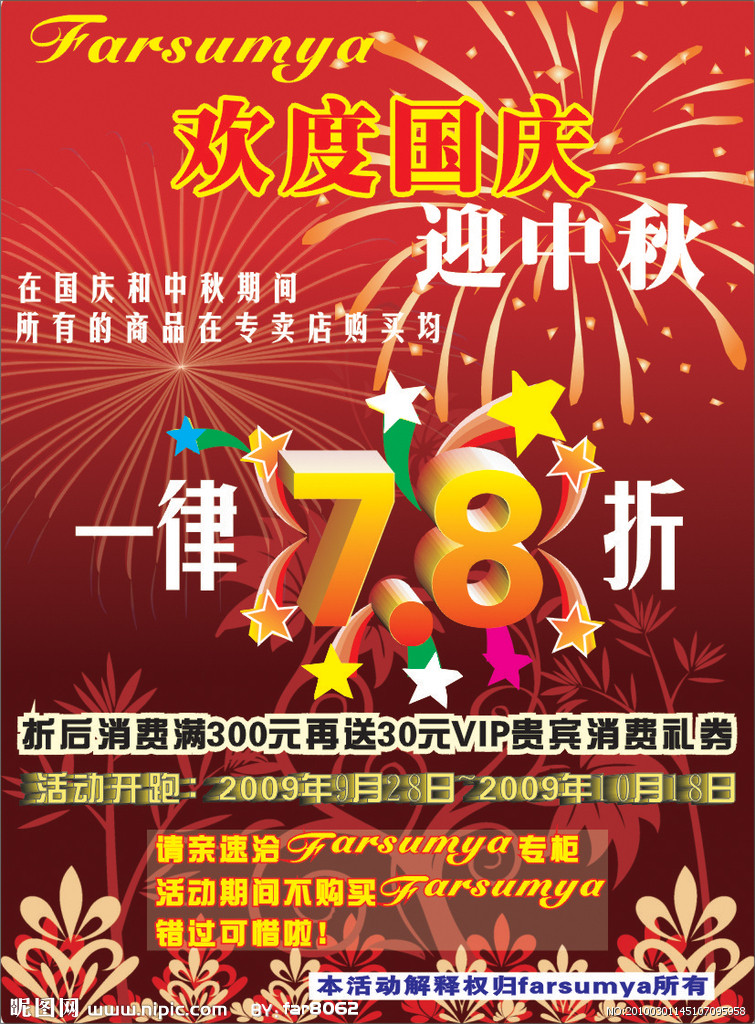 Farsumya
欢度国庆
迎中秋
在国庆和中秋期间
所有的商品在专卖店购买均
一律7.8折
折后消费满300元再送30元VIP贵宾消费礼券
活动开跑：2009年9月28日~2009年10月18日
请亲速洽Farsumya专柜
活动期间不购买Farsumya
错过可惜啦！
本活动解释权归farsumya所有
昵图网 www.nipic.com BY: far8062 NO:20100301145107095958